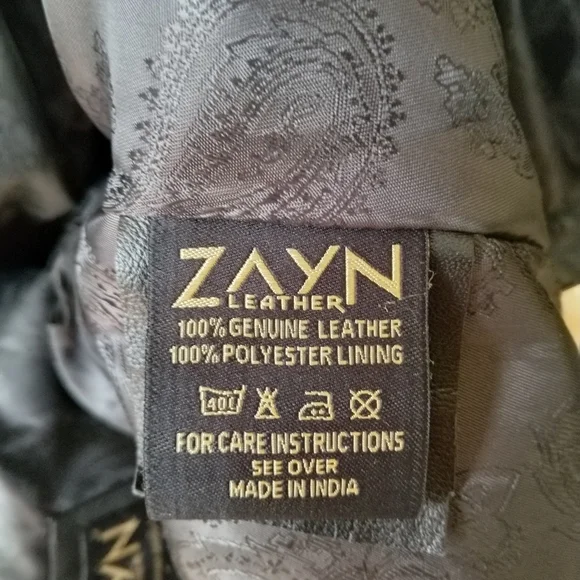 ZAYN
LEATHER
100% GENUINE LEATHER
100% POLYESTER LINING
40
FOR CARE INSTRUCTIONS
SEE OVER
MADE IN INDIA